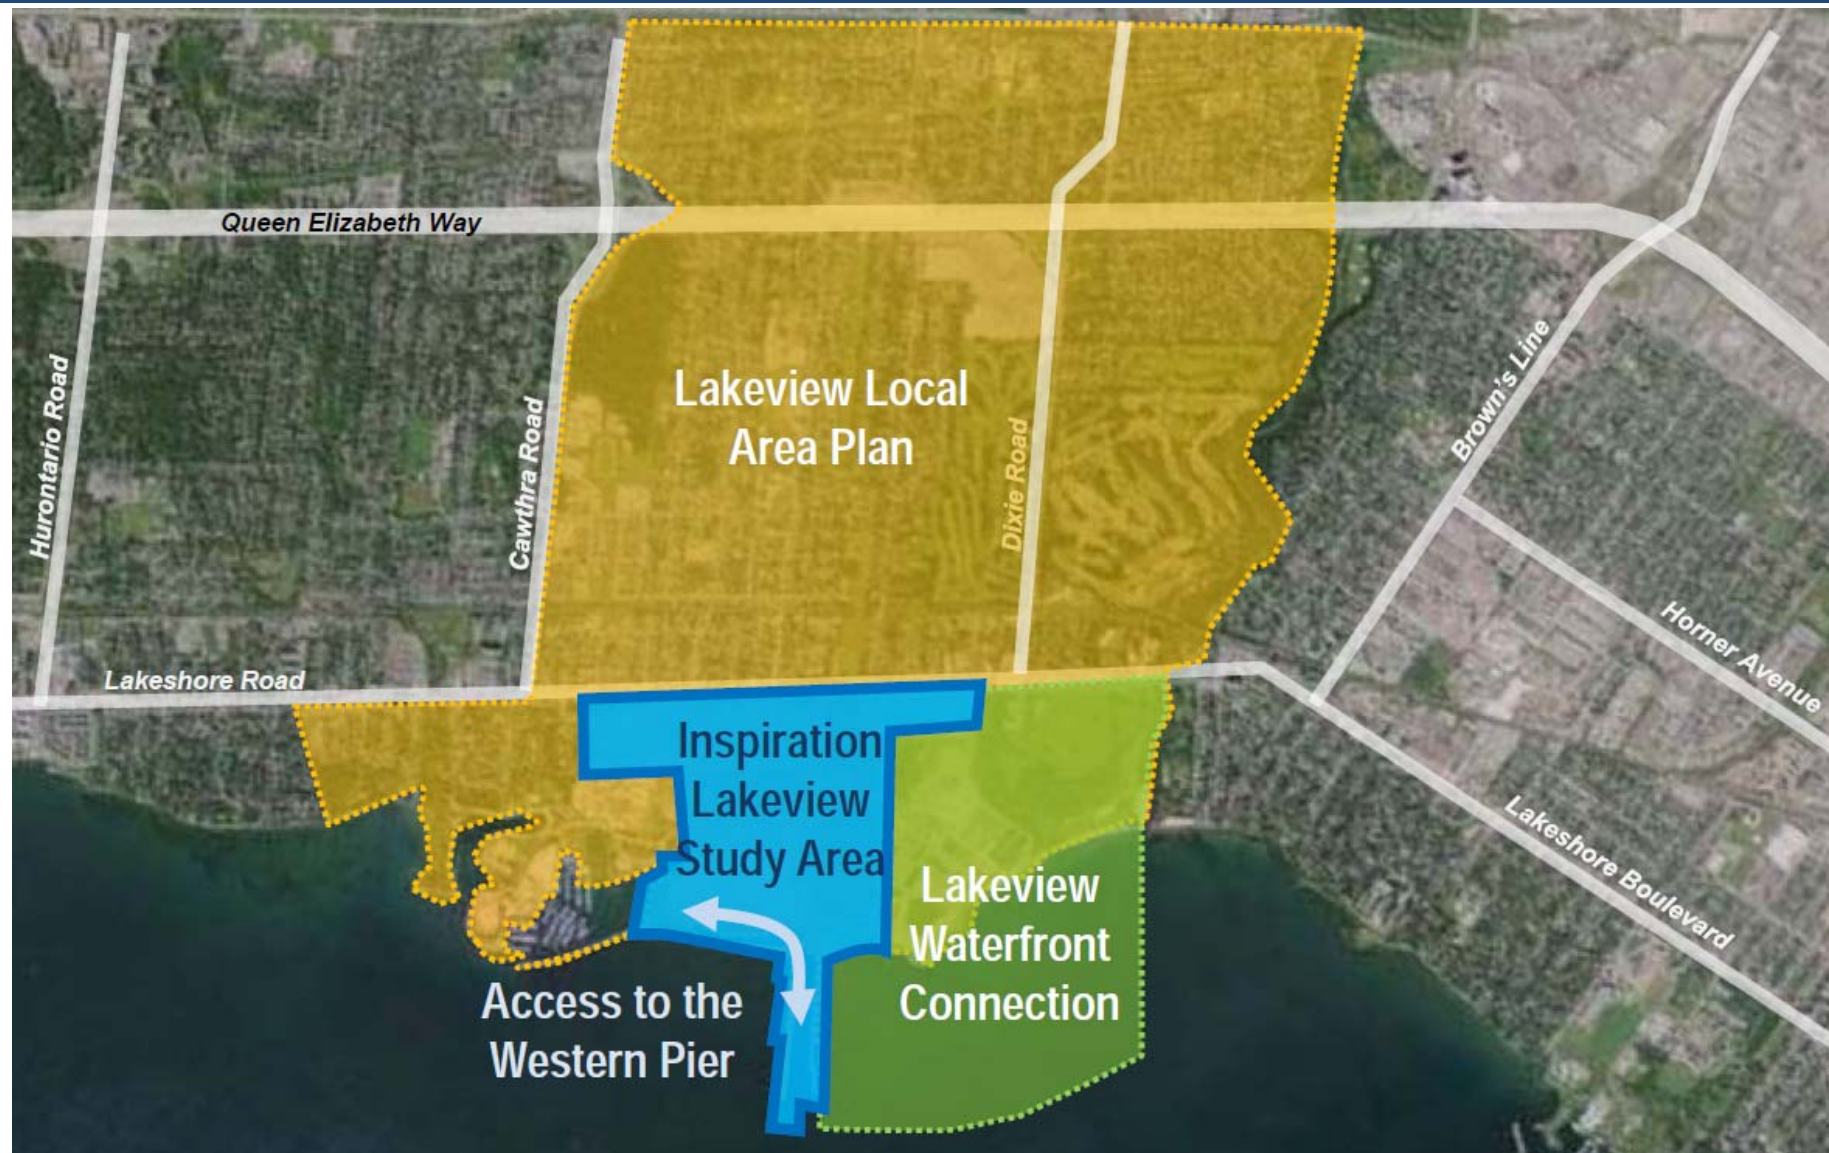 Queen Elizabeth Way
Hurontario Road
Cawthra Road
Lakeview Local
Area Plan
Dixie Road
Brown's Line
Horner Avenue
Lakeshore Road
Lakeshore Boulevard
Inspiration
Lakeview
Study Area
Lakeview
Waterfront
Connection
Access to the
Western Pier